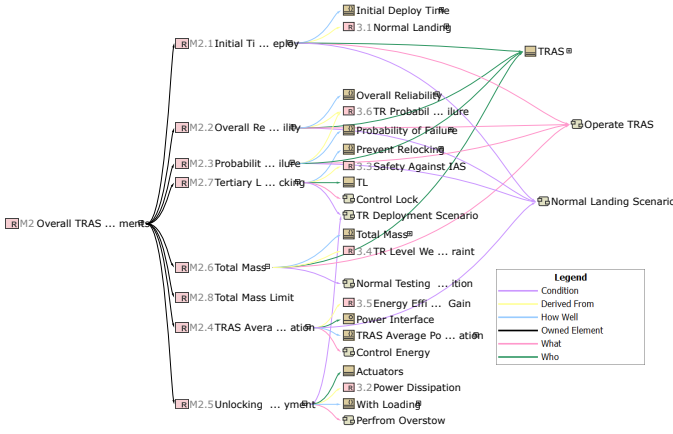 M2 Overall TRAS ... ments
M2.1 Initial Ti ... eploy
M2.2 Overall Re ... ility
M2.3 Probabilit ... ilure
M2.7 Tertiary L ... cking
M2.6 Total Mass
M2.8 Total Mass Limit
M2.4 TRAS Avera ... ation
M2.5 Unlocking ... yment
Initial Deploy Time
3.1 Normal Landing
Overall Reliability
3.6 TR Probabil ... ilure
Probability of Failure
Prevent Relocking
3.3 Safety Against IAS
TL
Control Lock
TR Deployment Scenario
Total Mass
3.4 TR Level We ... raint
Normal Testing ... ition
3.5 Energy Effi ... Gain
Power Interface
TRAS Average Po ... ation
Control Energy
Actuators
3.2 Power Dissipation
With Loading
Perfrom Overstow
TRAS
Operate TRAS
Normal Landing Scenario
Legend
Condition
Derived From
How Well
Owned Element
What
Who